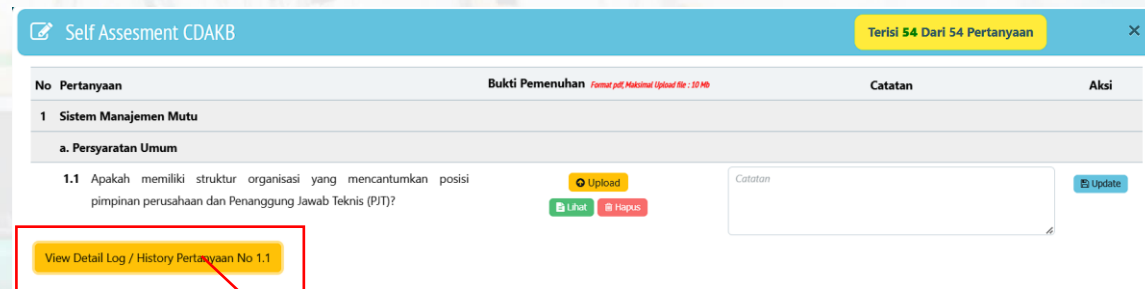 Self Assesment CDAKB
Terisi 54 Dari 54 Pertanyaan
×
No Pertanyaan Bukti Pemenuhan Format pdf, Maksimal Upload file : 10 Mb Catatan Aksi
1 Sistem Manajemen Mutu
a. Persyaratan Umum
1.1 Apakah memiliki struktur organisasi yang mencantumkan posisi
pimpinan perusahaan dan Penanggung Jawab Teknis (PJT)?
Upload
Lihat Hapus
Catatan
Update
View Detail Log / History Pertanyaan No 1.1